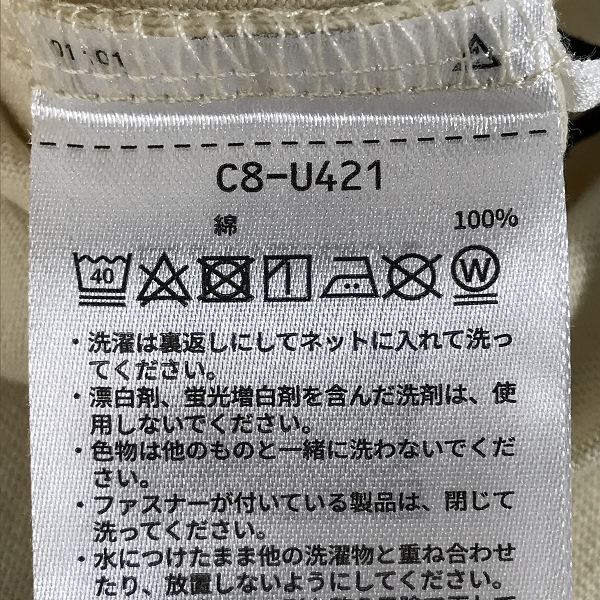 01 01
C8-U421
綿 100%
40 W
・洗濯は裏返しにしてネットに入れて洗っ
てください。
・漂白剤、蛍光増白剤を含んだ洗剤は、使
用しないでください。
・色物は他のものと一緒に洗わないでくだ
さい。
・ファスナーが付いている製品は、閉じて
洗ってください。
・水につけたまま他の洗濯物と重ね合わせ
たり、放置しないようにしてください。